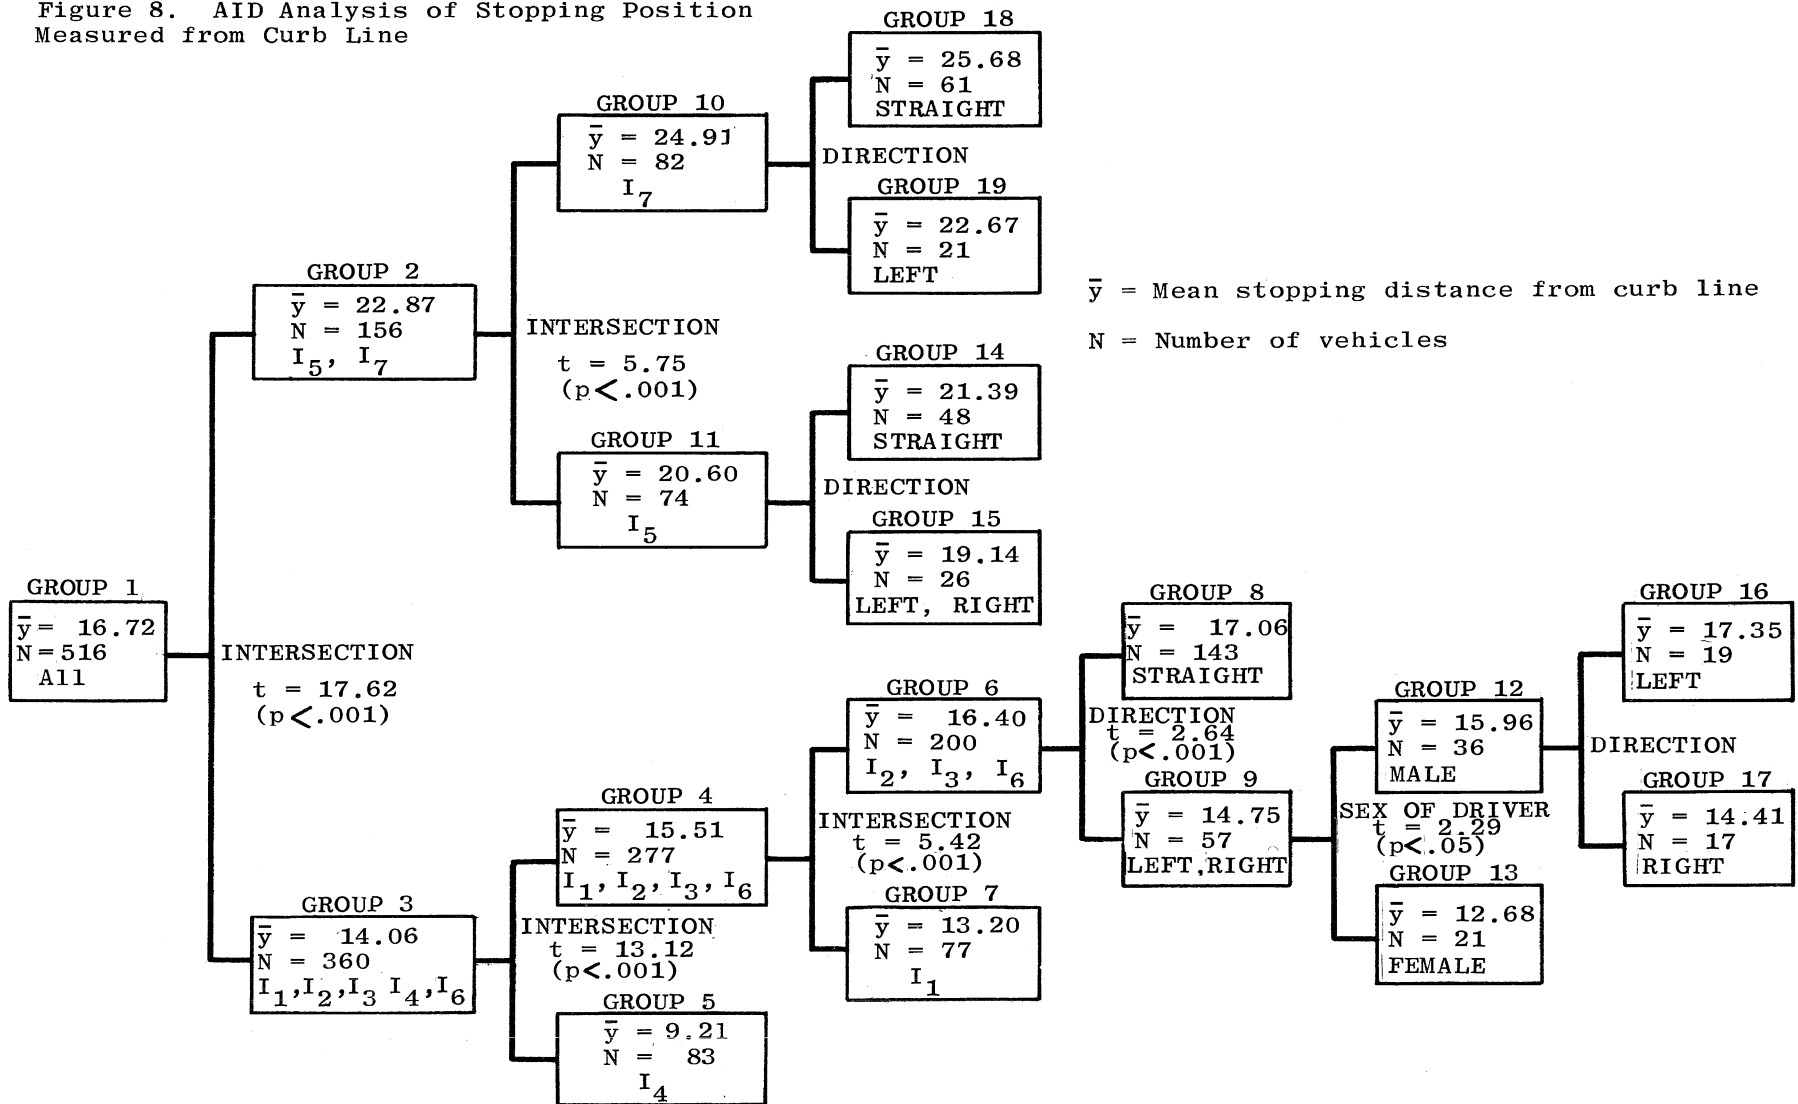 Figure 8. AID Analysis of Stopping Position
Measured from Curb Line
GROUP 1
ȳ = 16.72
N = 516
All
INTERSECTION
t = 17.62
(p<.001)
GROUP 2
ȳ = 22.87
N = 156
I5, I7
INTERSECTION
t = 5.75
(p<.001)
GROUP 10
ȳ = 24.91
N = 82
I7
DIRECTION
GROUP 18
ȳ = 25.68
N = 61
STRAIGHT
GROUP 19
ȳ = 22.67
N = 21
LEFT
GROUP 11
ȳ = 20.60
N = 74
I5
DIRECTION
GROUP 14
ȳ = 21.39
N = 48
STRAIGHT
GROUP 15
ȳ = 19.14
N = 26
LEFT, RIGHT
ȳ = Mean stopping distance from curb line
N = Number of vehicles
GROUP 3
ȳ = 14.06
N = 360
I1,I2,I3 I4,I6
INTERSECTION
t = 13.12
(p<.001)
GROUP 4
ȳ = 15.51
N = 277
I1, I2, I3, I6
GROUP 5
ȳ = 9.21
N = 83
I4
INTERSECTION
t = 5.42
(p<.001)
GROUP 6
ȳ = 16.40
N = 200
I2, I3, I6
GROUP 7
ȳ = 13.20
N = 77
I1
DIRECTION
t = 2.64
(p<.001)
GROUP 8
ȳ = 17.06
N = 143
STRAIGHT
GROUP 9
ȳ = 14.75
N = 57
LEFT,RIGHT
SEX OF DRIVER
t = 2.29
(p<.05)
GROUP 12
ȳ = 15.96
N = 36
MALE
GROUP 13
ȳ = 12.68
N = 21
FEMALE
DIRECTION
GROUP 16
ȳ = 17.35
N = 19
LEFT
GROUP 17
ȳ = 14.41
N = 17
RIGHT